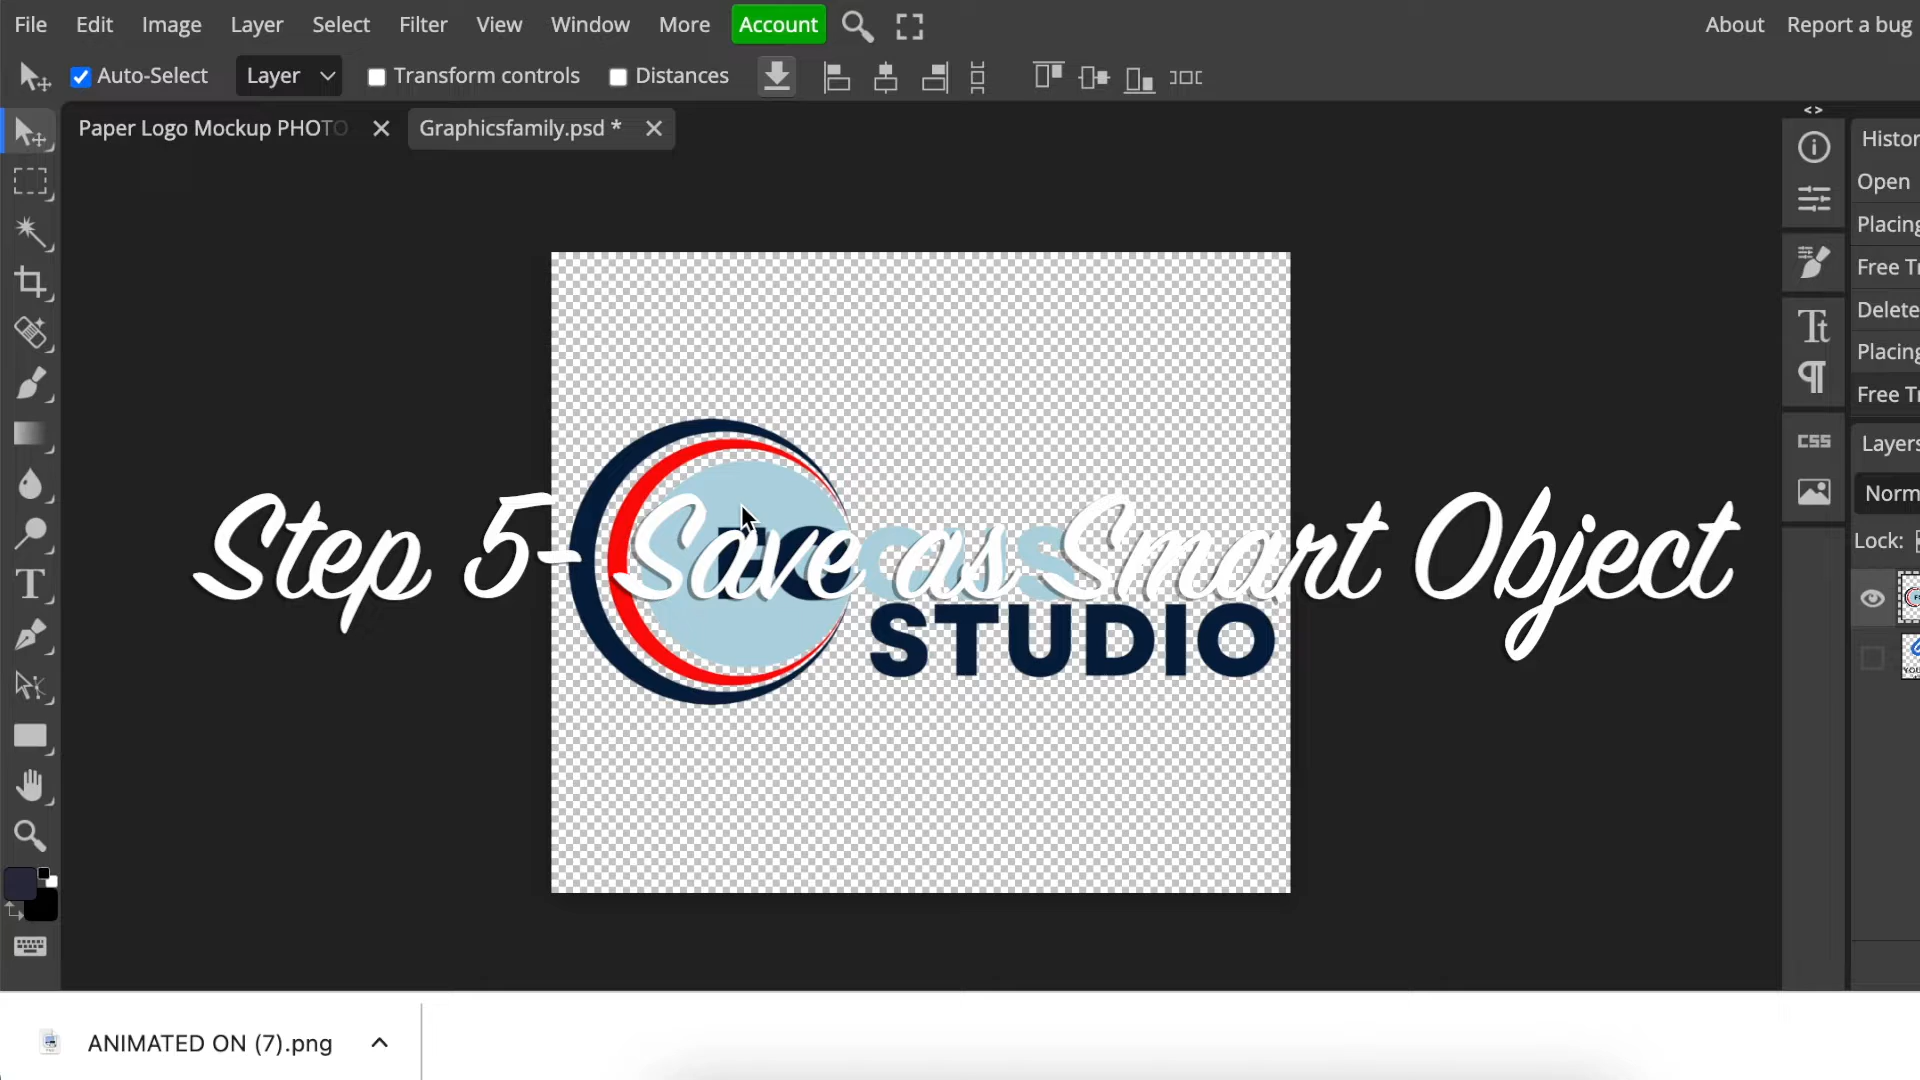 File Edit Image Layer Select Filter View Window More Account About Report a bug
Auto-Select Layer Transform controls Distances
Paper Logo Mockup PHOTO Graphicsfamily.psd *
Histor
Open
Placing
Free Tr
Delete
Placing
Free Tr
CSS
Layers
Norm
Lock:
Step 5- Save as Smart Object
STUDIO
ANIMATED ON (7).png